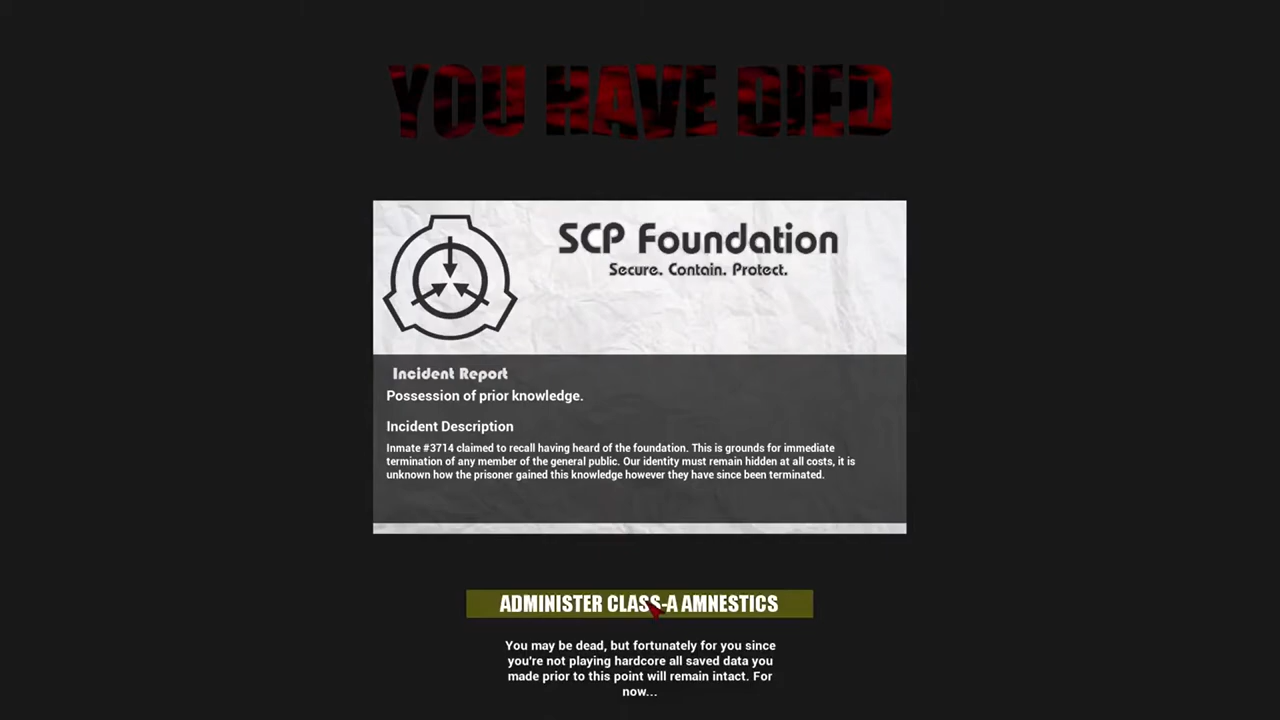 YOU HAVE DIED
SCP Foundation
Secure. Contain. Protect.
Incident Report
Possession of prior knowledge.
Incident Description
Inmate #3714 claimed to recall having heard of the foundation. This is grounds for immediate
termination of any member of the general public. Our identity must remain hidden at all costs, it is
unknown how the prisoner gained this knowledge however they have since been terminated.
ADMINISTER CLASS-A AMNESTICS
You may be dead, but fortunately for you since
you're not playing hardcore all saved data you
made prior to this point will remain intact. For
now...